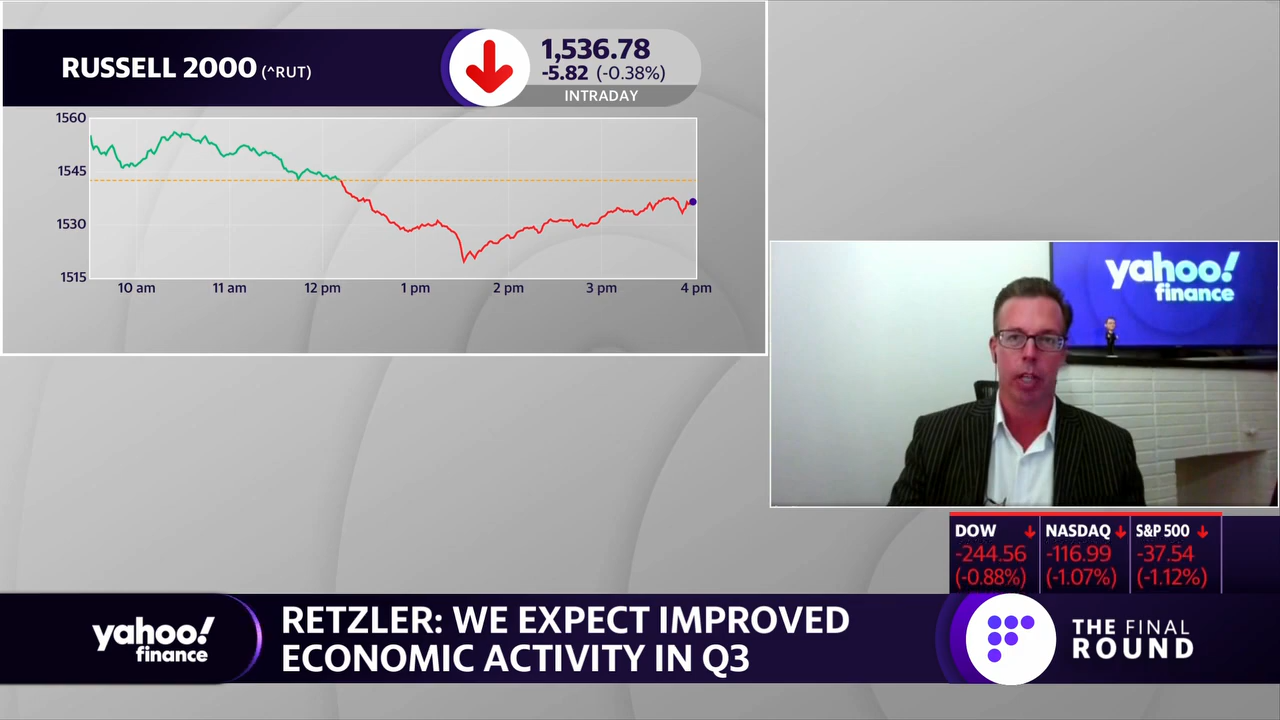 RUSSELL 2000 (^RUT)
1,536.78
-5.82 (-0.38%)
INTRADAY
1560
1545
1530
1515
10 am 11 am 12 pm 1 pm 2 pm 3 pm 4 pm
yahoo!
finance
DOW NASDAQ S&P 500
-244.56 -116.99 -37.54
(-0.88%) (-1.07%) (-1.12%)
yahoo!
finance
RETZLER: WE EXPECT IMPROVED
ECONOMIC ACTIVITY IN Q3
THE FINAL
ROUND